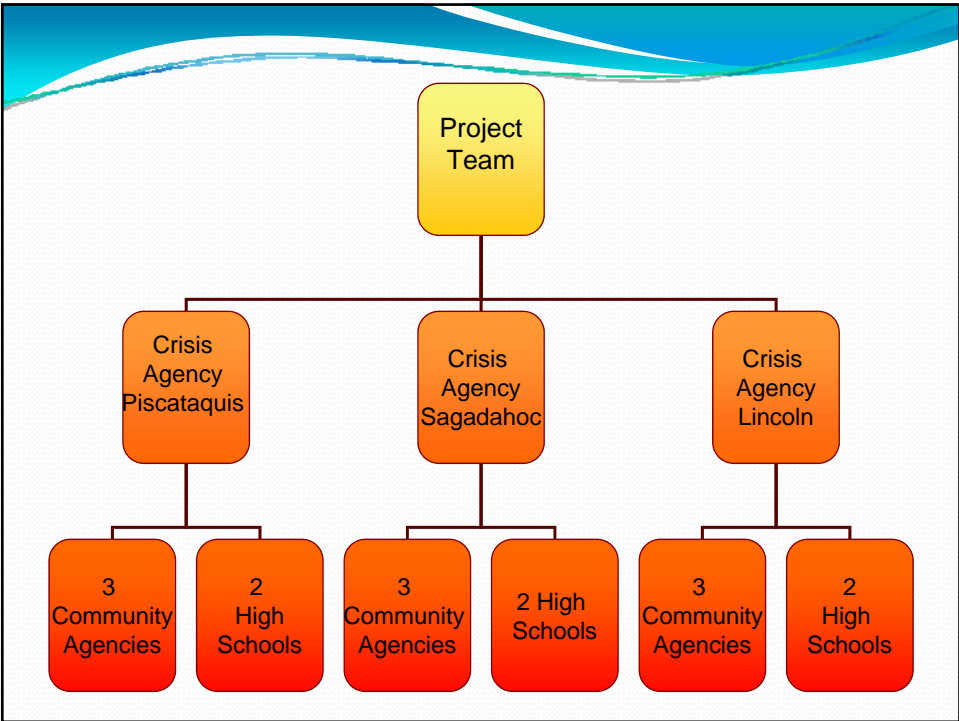 Project
Team
Crisis
Agency
Piscataquis
Crisis
Agency
Sagadahoc
Crisis
Agency
Lincoln
3
Community
Agencies
2
High
Schools
3
Community
Agencies
2 High
Schools
3
Community
Agencies
2
High
Schools